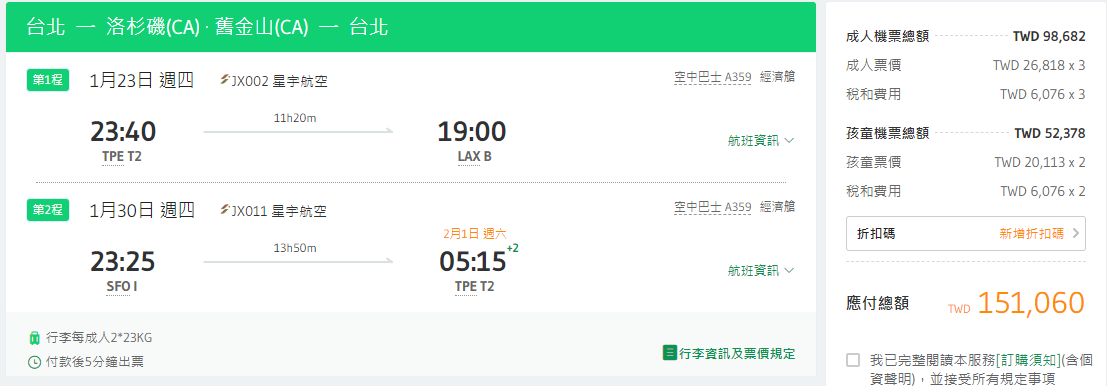 台北 — 洛杉磯(CA) · 舊金山(CA) — 台北
第1程 1月23日 週四 JX002 星宇航空 空中巴士 A359 經濟艙
11h20m
23:40 19:00
TPE T2 LAX B
航班資訊
第2程 1月30日 週四 JX011 星宇航空 空中巴士 A359 經濟艙
2月1日 週六
13h50m
23:25 05:15 +2
SFO I TPE T2
航班資訊
行李每成人2*23KG
付款後5分鐘出票
行李資訊及票價規定
成人機票總額 TWD 98,682
成人票價 TWD 26,818 x 3
稅和費用 TWD 6,076 x 3
孩童機票總額 TWD 52,378
孩童票價 TWD 20,113 x 2
稅和費用 TWD 6,076 x 2
折扣碼 新增折扣碼
應付總額 TWD 151,060
我已完整閱讀本服務[訂購須知](含個
資聲明)，並接受所有規定事項